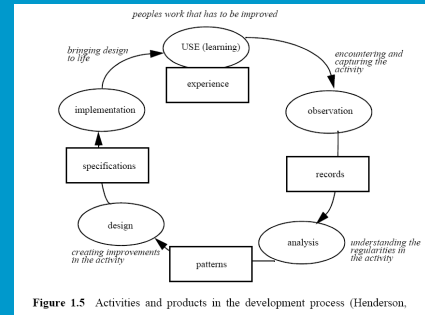 peoples work that has to be improved
bringing design
to life
USE (learning)
encountering and
capturing the
activity
experience
implementation
observation
specifications
records
design
analysis
understanding the
regularities in
the activity
creating improvements
in the activity
patterns
Figure 1.5 Activities and products in the development process (Henderson,